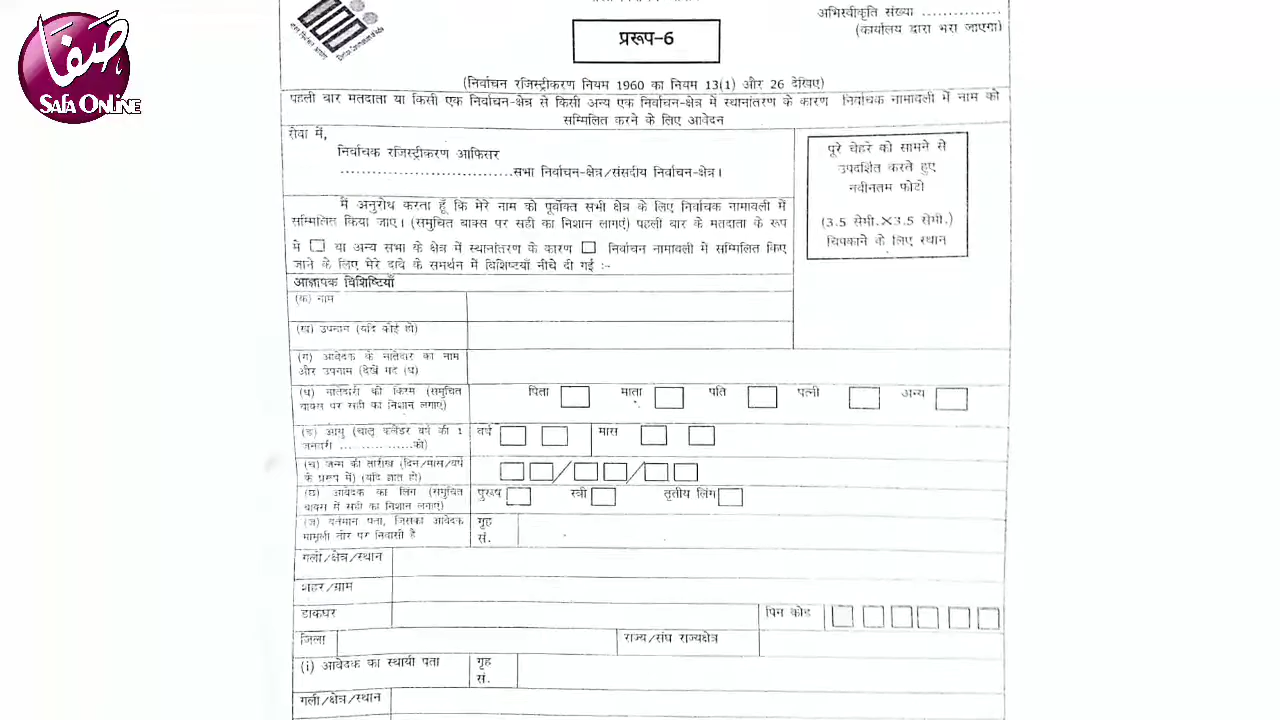 صفا
Safa Online
अभिस्वीकृति संख्या ...............
(कार्यालय द्वारा भरा जाएगा)
प्ररूप-6
(निर्वाचन रजिस्ट्रीकरण नियम 1960 का नियम 13(1) और 26 देखिए)
पहली बार मतदाता या किसी एक निर्वाचन-क्षेत्र से किसी अन्य एक निर्वाचन-क्षेत्र में स्थानांतरण के कारण निर्वाचक नामावली में नाम को
सम्मिलित करने के लिए आवेदन
सेवा में,
निर्वाचक रजिस्ट्रीकरण आफिसर
................................सभा निर्वाचन-क्षेत्र/संसदीय निर्वाचन-क्षेत्र।
पूरे चेहरे को सामने से
उपदर्शित करते हुए
नवीनतम फोटो
(3.5 सेमी.×3.5 सेमी.)
चिपकाने के लिए स्थान
मैं अनुरोध करता हूँ कि मेरे नाम को पूर्वोक्त सभी क्षेत्र के लिए निर्वाचक नामावली में
सम्मिलित किया जाए। (समुचित बाक्स पर सही का निशान लगाएं) पहली बार के मतदाता के रूप
में या अन्य सभा के क्षेत्र में स्थानांतरण के कारण निर्वाचन नामावली में सम्मिलित किए
जाने के लिए मेरे दावे के समर्थन में विशिष्टियाँ नीचे दी गई :-
आज्ञापक विशिष्टियाँ
(क) नाम
(ख) उपनाम (यदि कोई हो)
(ग) आवेदक के नातेदार का नाम
और उपनाम (देखें मद (घ)
(घ) नातेदारी की किस्म (समुचित
बाक्स पर सही का निशान लगाएं)
पिता माता पति पत्नी अन्य
(ङ) आयु (चालू कलैंडर वर्ष की 1
जनवरी ... ............को)
वर्ष मास
(च) जन्म की तारीख (दिन/मास/वर्ष
के प्ररूप में) (यदि ज्ञात हो)
/ /
(छ) आवेदक का लिंग (समुचित
बाक्स में सही का निशान लगाएं)
पुरूष स्त्री तृतीय लिंग
(ज) वर्तमान पता, जिसका आवेदक
मामूली तौर पर निवासी है
गृह
सं.
गली/क्षेत्र/स्थान
शहर/ग्राम
डाकघर पिन कोड
जिला राज्य/संघ राज्यक्षेत्र
(i) आवेदक का स्थायी पता
गृह
सं.
गली/क्षेत्र/स्थान